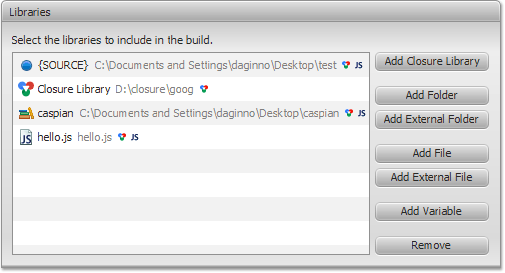 Libraries
Select the libraries to include in the build.
{SOURCE} C:\Documents and Settings\daginno\Desktop\test JS
Closure Library D:\closure\goog
caspian C:\Documents and Settings\daginno\Desktop\caspian JS
JS hello.js hello.js JS
Add Closure Library
Add Folder
Add External Folder
Add File
Add External File
Add Variable
Remove